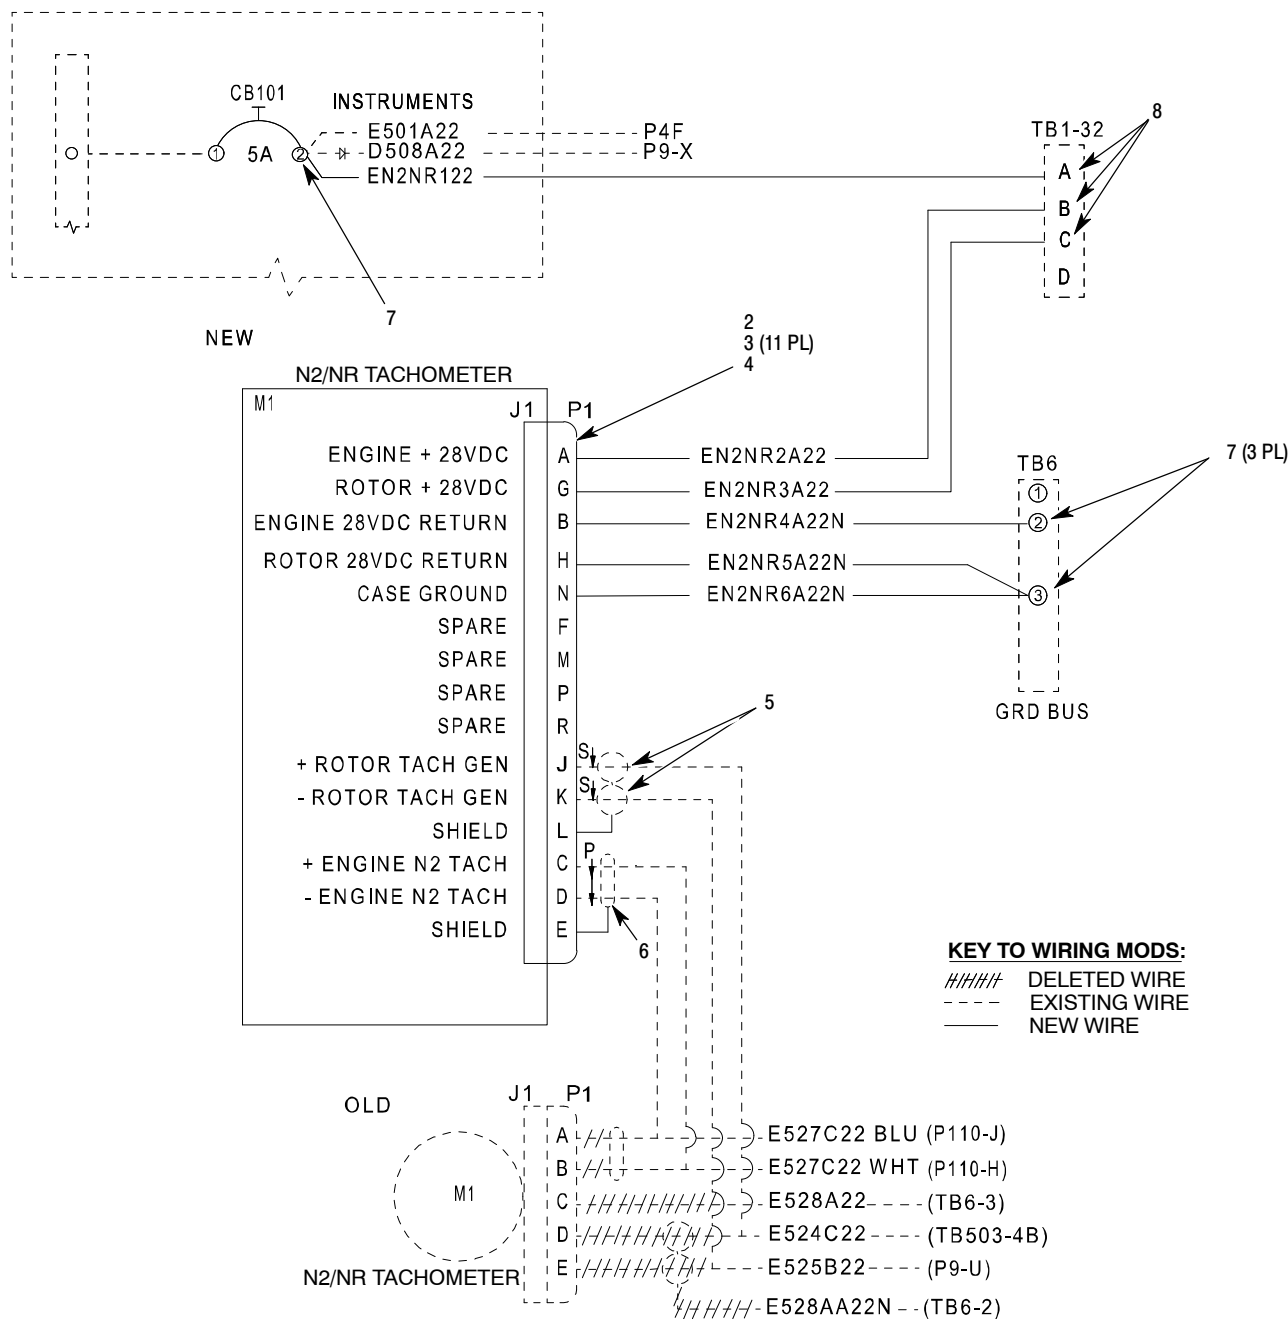 CB101
INSTRUMENTS
1
5A
2
E501A22
P4F
D508A22
P9-X
EN2NR122
TB1-32
8
A
B
C
D
7
NEW
2
3 (11 PL)
4
N2/NR TACHOMETER
M1
J1 P1
ENGINE + 28VDC A EN2NR2A22
ROTOR + 28VDC G EN2NR3A22
ENGINE 28VDC RETURN B EN2NR4A22N
ROTOR 28VDC RETURN H EN2NR5A22N
CASE GROUND N EN2NR6A22N
SPARE F
SPARE M
SPARE P
SPARE R
+ ROTOR TACH GEN J S
- ROTOR TACH GEN K S
SHIELD L
+ ENGINE N2 TACH C P
- ENGINE N2 TACH D
SHIELD E
TB6
1
2
3
GRD BUS
7 (3 PL)
5
6
KEY TO WIRING MODS:
DELETED WIRE
EXISTING WIRE
NEW WIRE
OLD
J1 P1
M1
N2/NR TACHOMETER
A E527C22 BLU (P110-J)
B E527C22 WHT (P110-H)
C E528A22 (TB6-3)
D E524C22 (TB503-4B)
E E525B22 (P9-U)
E528AA22N (TB6-2)